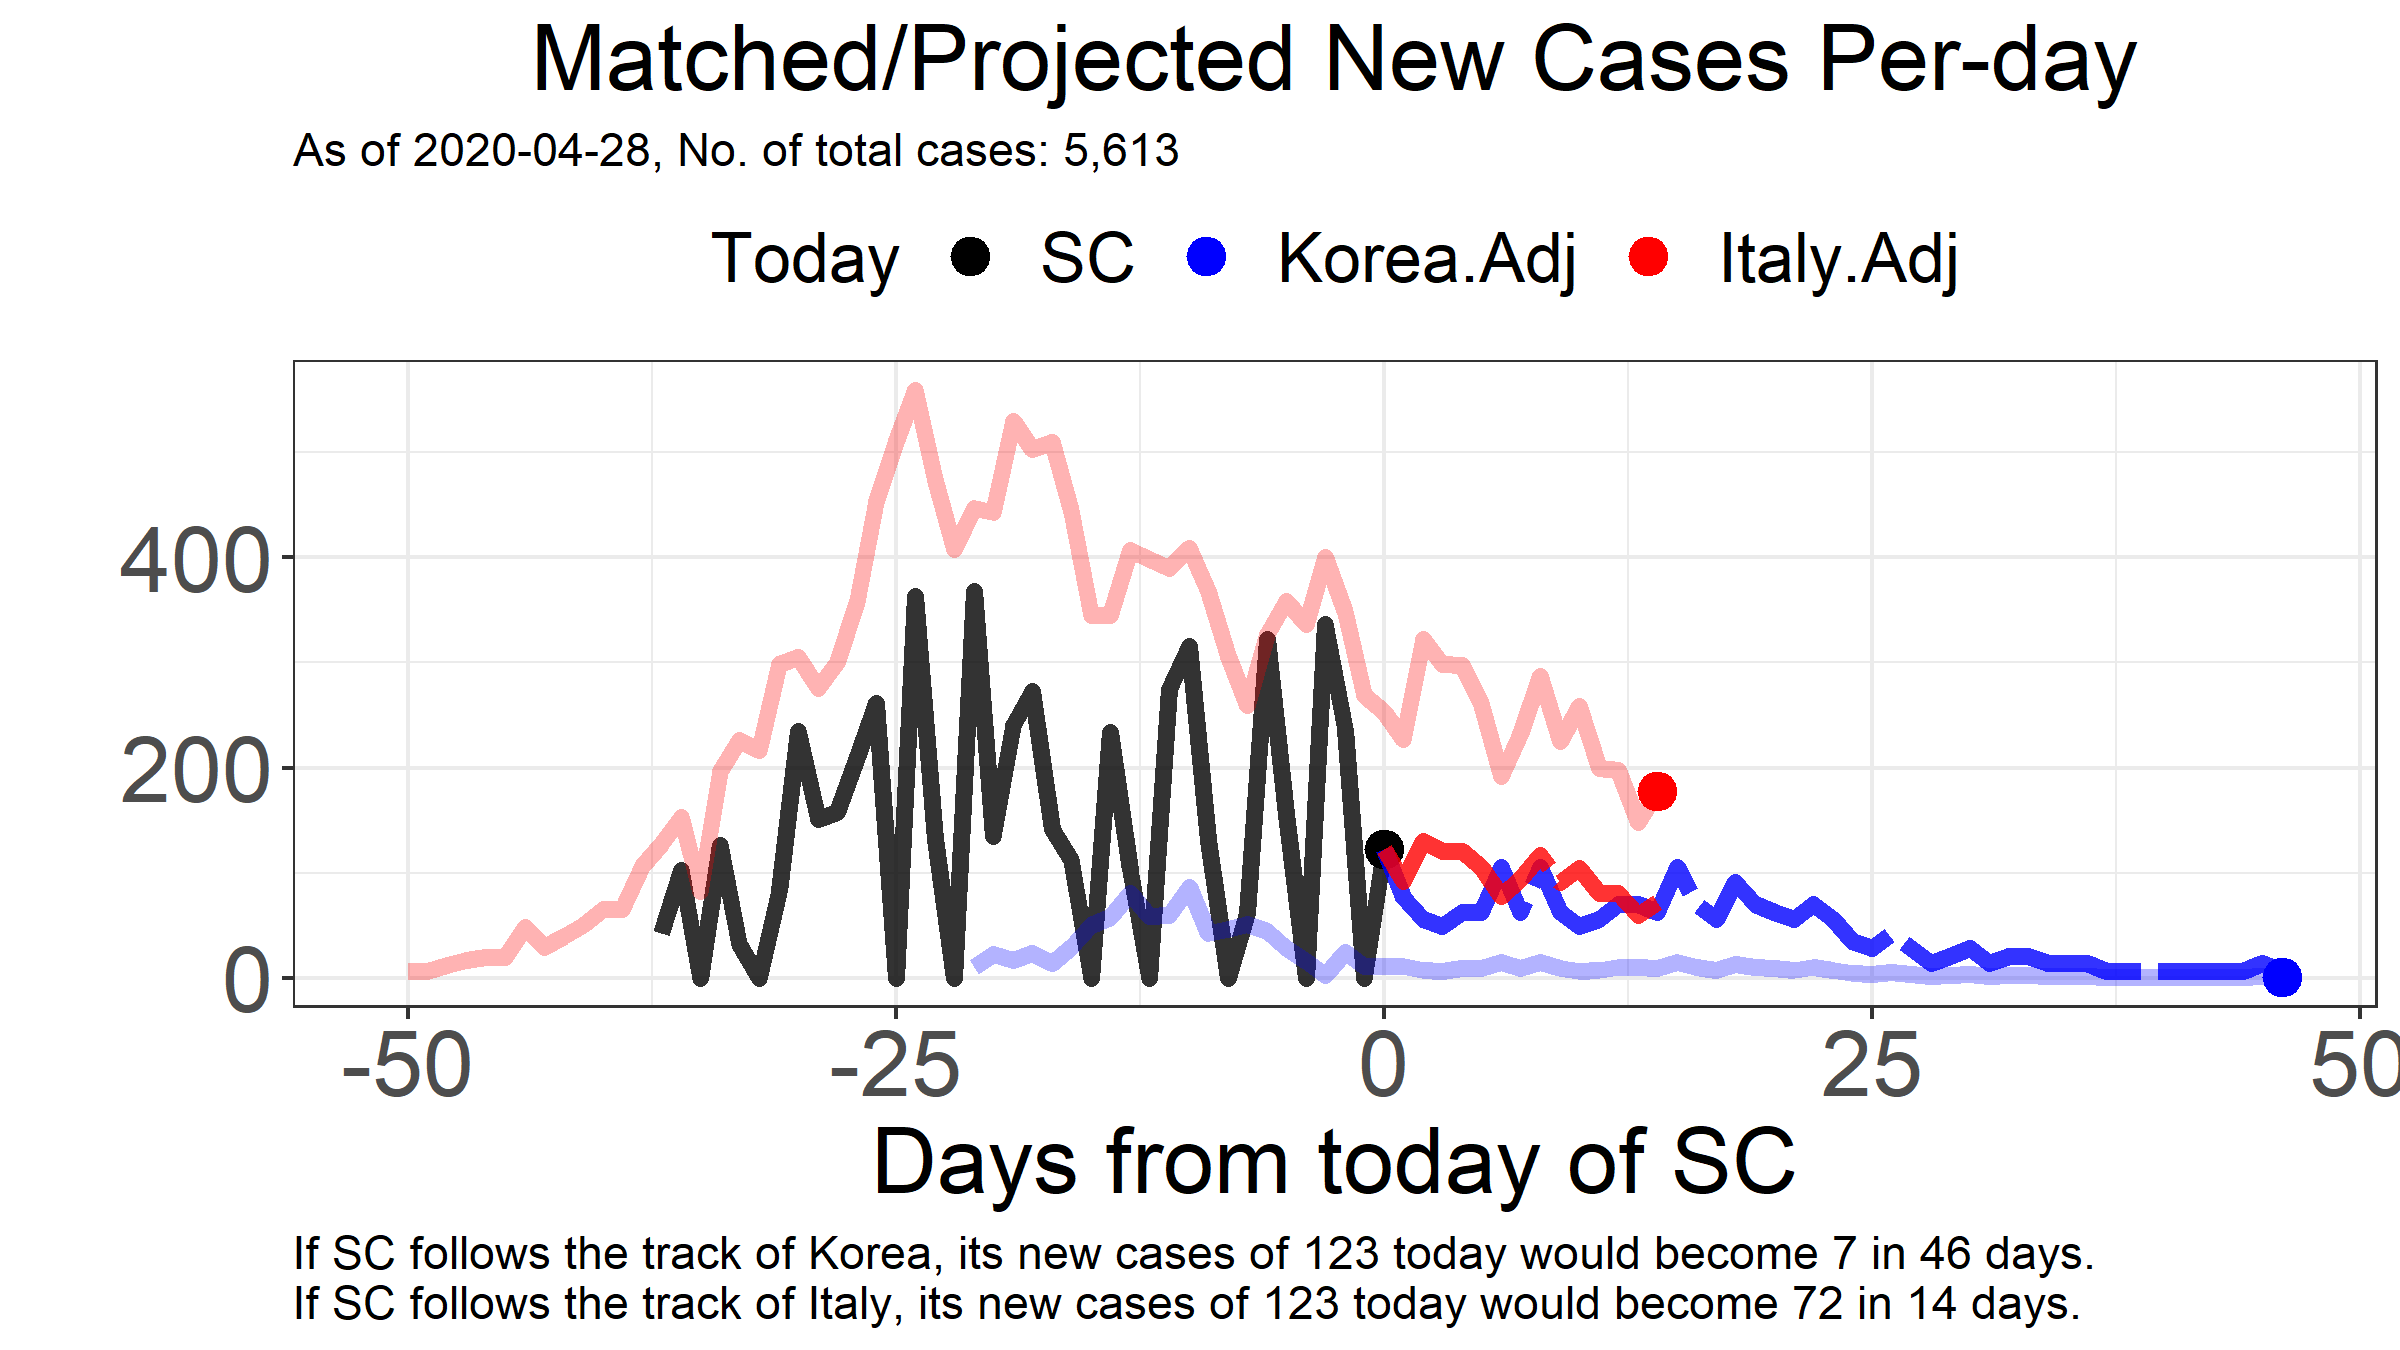 Matched/Projected New Cases Per-day
As of 2020-04-28, No. of total cases: 5,613
Today SC Korea.Adj Italy.Adj
400
200
0
-50 -25 0 25 50
Days from today of SC
If SC follows the track of Korea, its new cases of 123 today would become 7 in 46 days.
If SC follows the track of Italy, its new cases of 123 today would become 72 in 14 days.